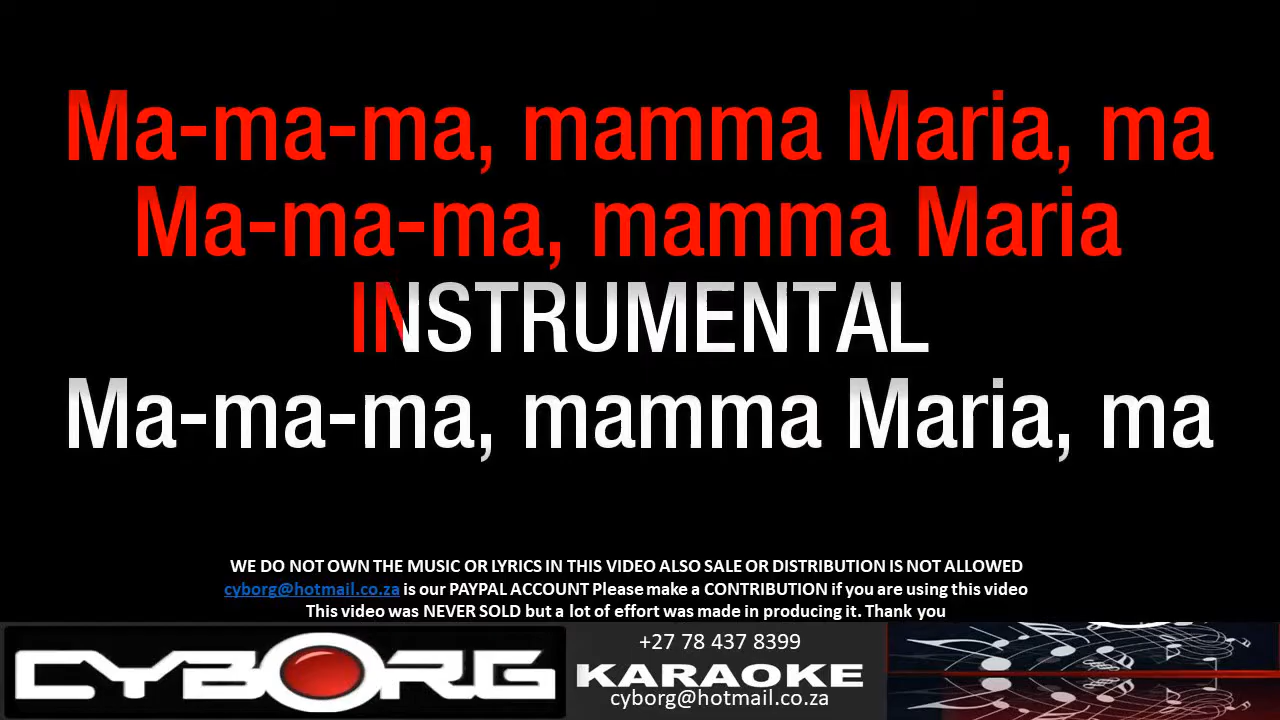 Ma-ma-ma, mamma Maria, ma
Ma-ma-ma, mamma Maria
INSTRUMENTAL
Ma-ma-ma, mamma Maria, ma
WE DO NOT OWN THE MUSIC OR LYRICS IN THIS VIDEO ALSO SALE OR DISTRIBUTION IS NOT ALLOWED
cyborg@hotmail.co.za is our PAYPAL ACCOUNT Please make a CONTRIBUTION if you are using this video
This video was NEVER SOLD but a lot of effort was made in producing it. Thank you
CYBORG
+27 78 437 8399
KARAOKE
cyborg@hotmail.co.za